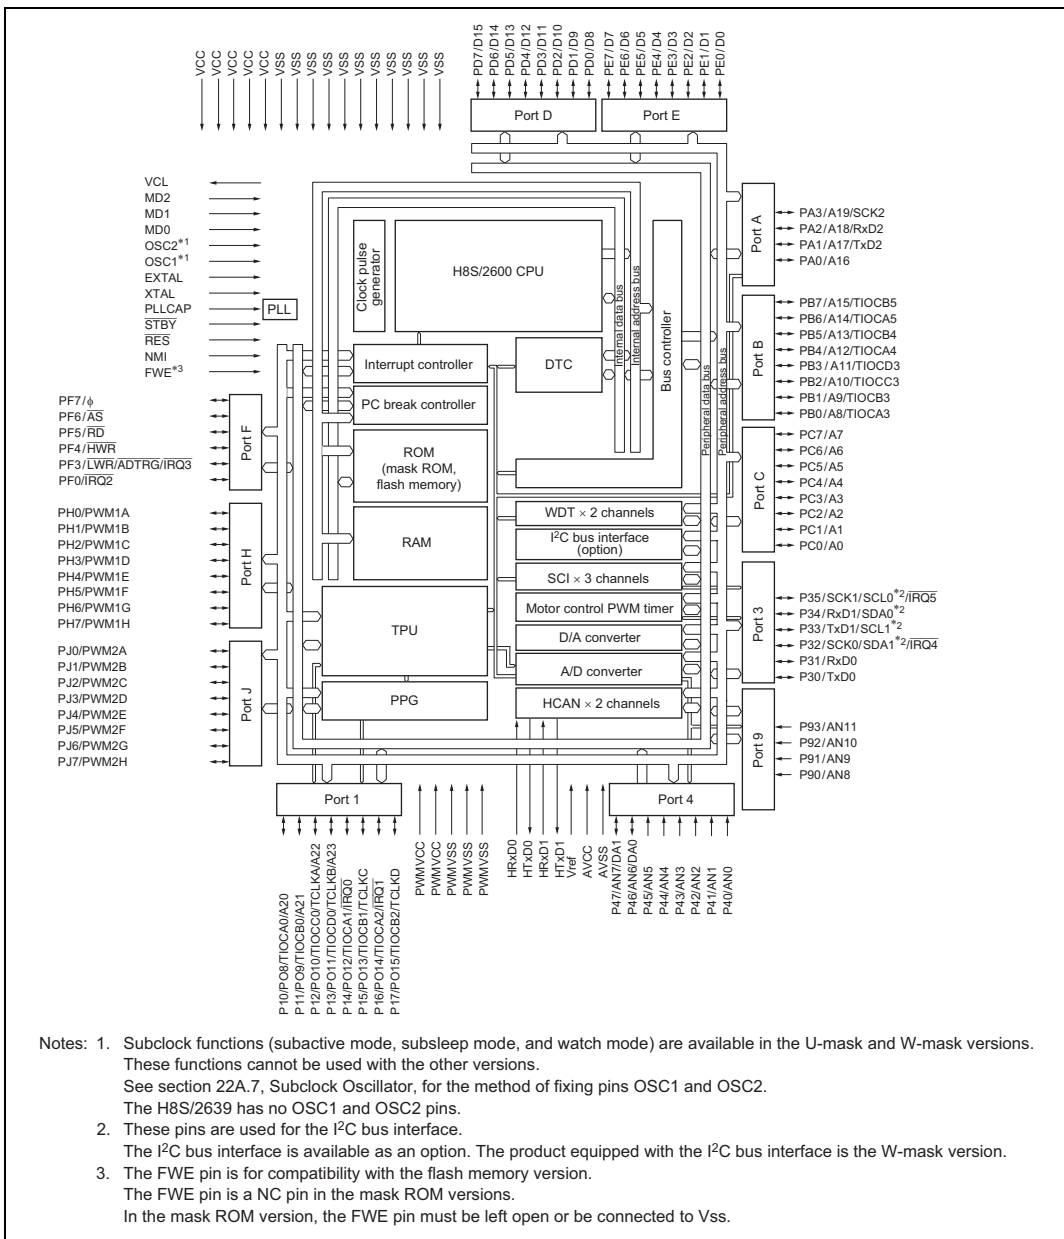 VCC
VCC
VCC
VCC
VCC
VSS
VSS
VSS
VSS
VSS
VSS
VSS
VSS
VSS
VSS
VSS
PD7/D15
PD6/D14
PD5/D13
PD4/D12
PD3/D11
PD2/D10
PD1/D9
PD0/D8
PE7/D7
PE6/D6
PE5/D5
PE4/D4
PE3/D3
PE2/D2
PE1/D1
PE0/D0
Port D
Port E
VCL
MD2
MD1
MD0
OSC2*1
OSC1*1
EXTAL
XTAL
PLLCAP
STBY
RES
NMI
FWE*3
PLL
Clock pulse
generator
H8S/2600 CPU
Internal data bus
Internal address bus
Bus controller
Peripheral data bus
Peripheral address bus
Port A
PA3/A19/SCK2
PA2/A18/RxD2
PA1/A17/TxD2
PA0/A16
Port B
PB7/A15/TIOCB5
PB6/A14/TIOCA5
PB5/A13/TIOCB4
PB4/A12/TIOCA4
PB3/A11/TIOCD3
PB2/A10/TIOCC3
PB1/A9/TIOCB3
PB0/A8/TIOCA3
Interrupt controller
DTC
PC break controller
ROM
(mask ROM,
flash memory)
RAM
TPU
PPG
WDT × 2 channels
I2C bus interface
(option)
SCI × 3 channels
Motor control PWM timer
D/A converter
A/D converter
HCAN × 2 channels
PF7/ϕ
PF6/AS
PF5/RD
PF4/HWR
PF3/LWR/ADTRG/IRQ3
PF0/IRQ2
Port F
PH0/PWM1A
PH1/PWM1B
PH2/PWM1C
PH3/PWM1D
PH4/PWM1E
PH5/PWM1F
PH6/PWM1G
PH7/PWM1H
Port H
PJ0/PWM2A
PJ1/PWM2B
PJ2/PWM2C
PJ3/PWM2D
PJ4/PWM2E
PJ5/PWM2F
PJ6/PWM2G
PJ7/PWM2H
Port J
Port C
PC7/A7
PC6/A6
PC5/A5
PC4/A4
PC3/A3
PC2/A2
PC1/A1
PC0/A0
Port 3
P35/SCK1/SCL0*2/IRQ5
P34/RxD1/SDA0*2
P33/TxD1/SCL1*2
P32/SCK0/SDA1*2/IRQ4
P31/RxD0
P30/TxD0
Port 9
P93/AN11
P92/AN10
P91/AN9
P90/AN8
Port 1
Port 4
P10/PO8/TIOCA0/A20
P11/PO9/TIOCB0/A21
P12/PO10/TIOCC0/TCLKA/A22
P13/PO11/TIOCD0/TCLKB/A23
P14/PO12/TIOCA1/IRQ0
P15/PO13/TIOCB1/TCLKC
P16/PO14/TIOCA2/IRQ1
P17/PO15/TIOCB2/TCLKD
PWMVCC
PWMVCC
PWMVSS
PWMVSS
PWMVSS
HRxD0
HTxD0
HRxD1
HTxD1
Vref
AVCC
AVSS
P47/AN7/DA1
P46/AN6/DA0
P45/AN5
P44/AN4
P43/AN3
P42/AN2
P41/AN1
P40/AN0
Notes: 1. Subclock functions (subactive mode, subsleep mode, and watch mode) are available in the U-mask and W-mask versions.
These functions cannot be used with the other versions.
See section 22A.7, Subclock Oscillator, for the method of fixing pins OSC1 and OSC2.
The H8S/2639 has no OSC1 and OSC2 pins.
2. These pins are used for the I2C bus interface.
The I2C bus interface is available as an option. The product equipped with the I2C bus interface is the W-mask version.
3. The FWE pin is for compatibility with the flash memory version.
The FWE pin is a NC pin in the mask ROM versions.
In the mask ROM version, the FWE pin must be left open or be connected to Vss.